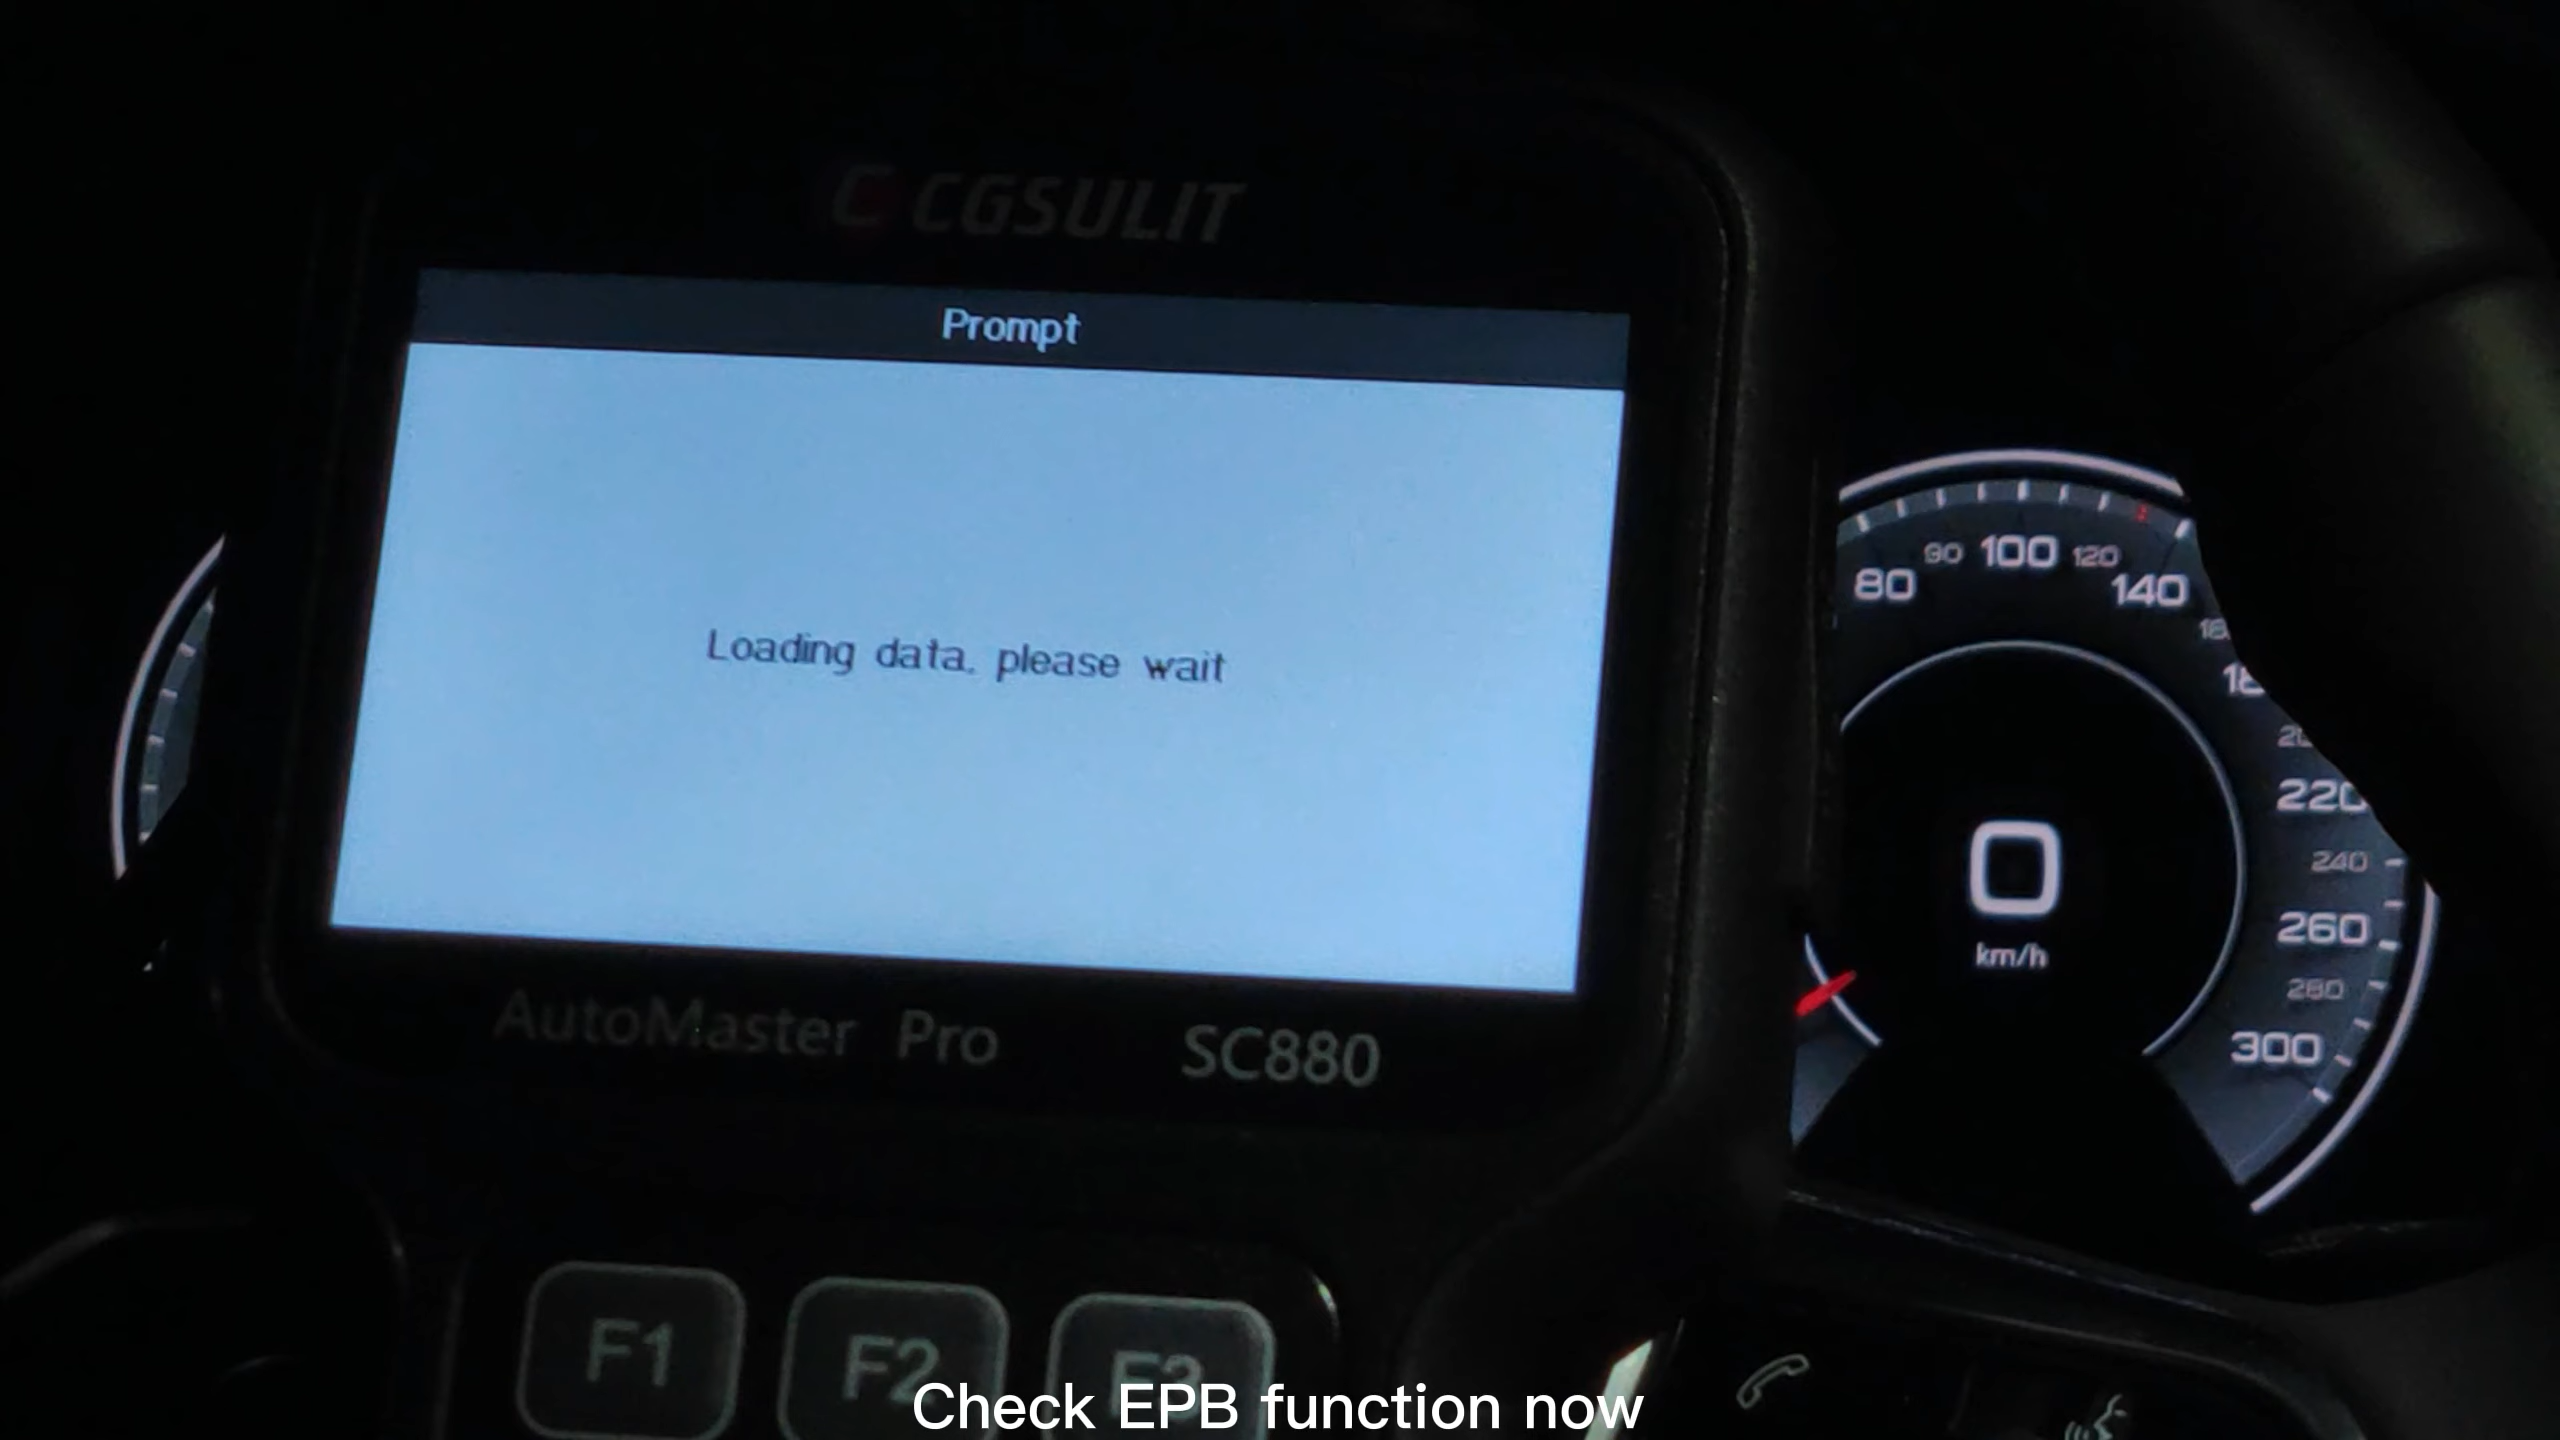 CGSULIT
Prompt
Loading data, please wait
AutoMaster Pro SC880
80 90 100 120 140
220
240
260
280
300
0
km/h
F1 F2 F3
Check EPB function now